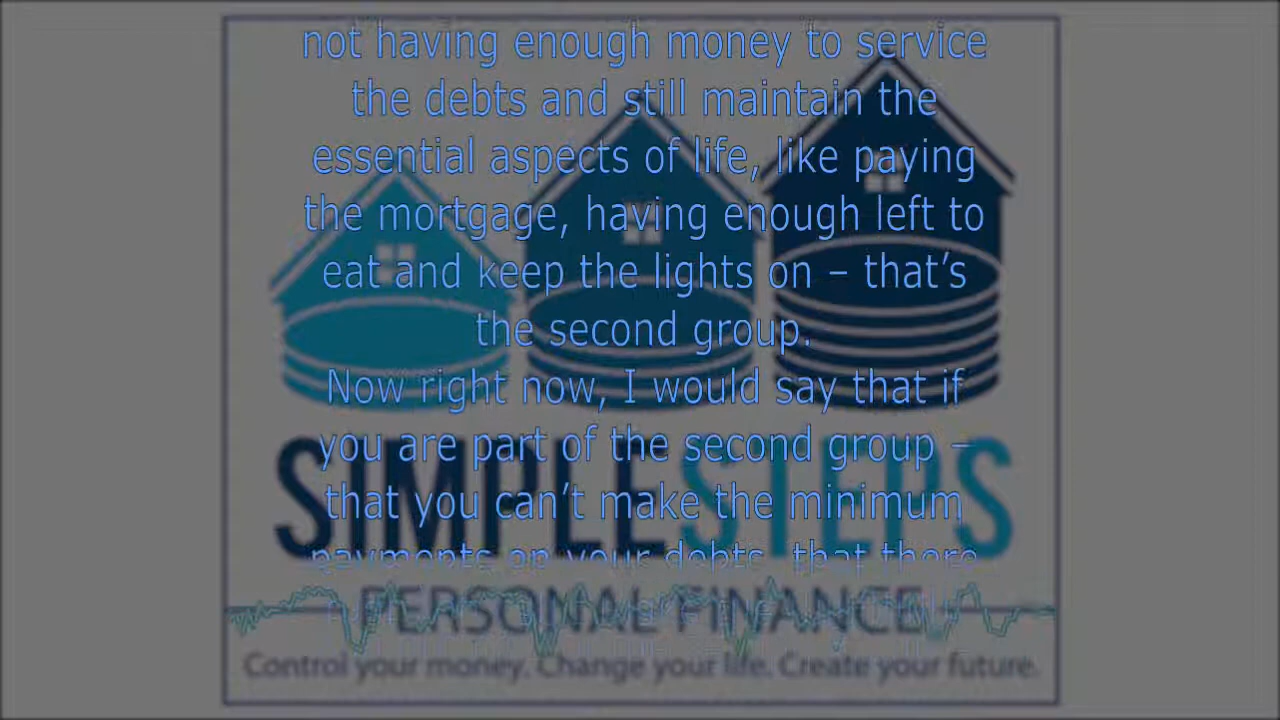 not having enough money to service
the debts and still maintain the
essential aspects of life, like paying
the mortgage, having enough left to
eat and keep the lights on – that’s
the second group.
Now right now, I would say that if
you are part of the second group –
that you can’t make the minimum
payments on your debts, that there
SIMPLESTEPS
PERSONAL FINANCE
Control your money. Change your life. Create your future.